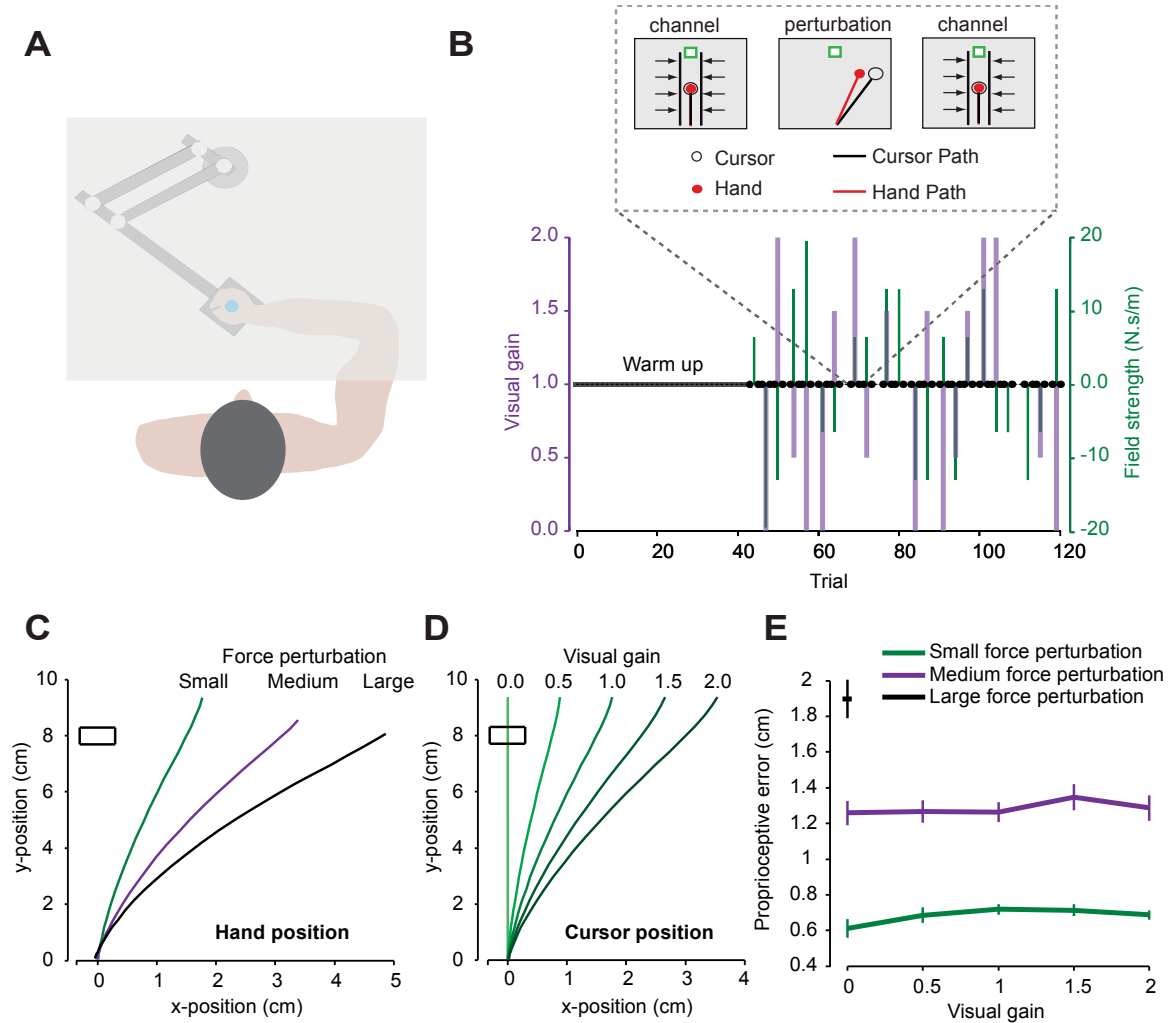 A
B
channel perturbation channel
Cursor Cursor Path
Hand Hand Path
2.0 20
1.5 10
Warm up
1.0 0.0
0.5 -10
0.0 -20
Visual gain
Field strength (N.s/m)
0 20 40 60 80 100 120
Trial
C
Force perturbation
Small Medium Large
10
8
6
4
2
0
y-position (cm)
Hand position
0 1 2 3 4 5
x-position (cm)
D
Visual gain
0.0 0.5 1.0 1.5 2.0
10
8
6
4
2
0
y-position (cm)
Cursor position
0 1 2 3 4
x-position (cm)
E
Small force perturbation
Medium force perturbation
Large force perturbation
2
1.8
1.6
1.4
1.2
1
0.8
0.6
0.4
Proprioceptive error (cm)
0 0.5 1 1.5 2
Visual gain